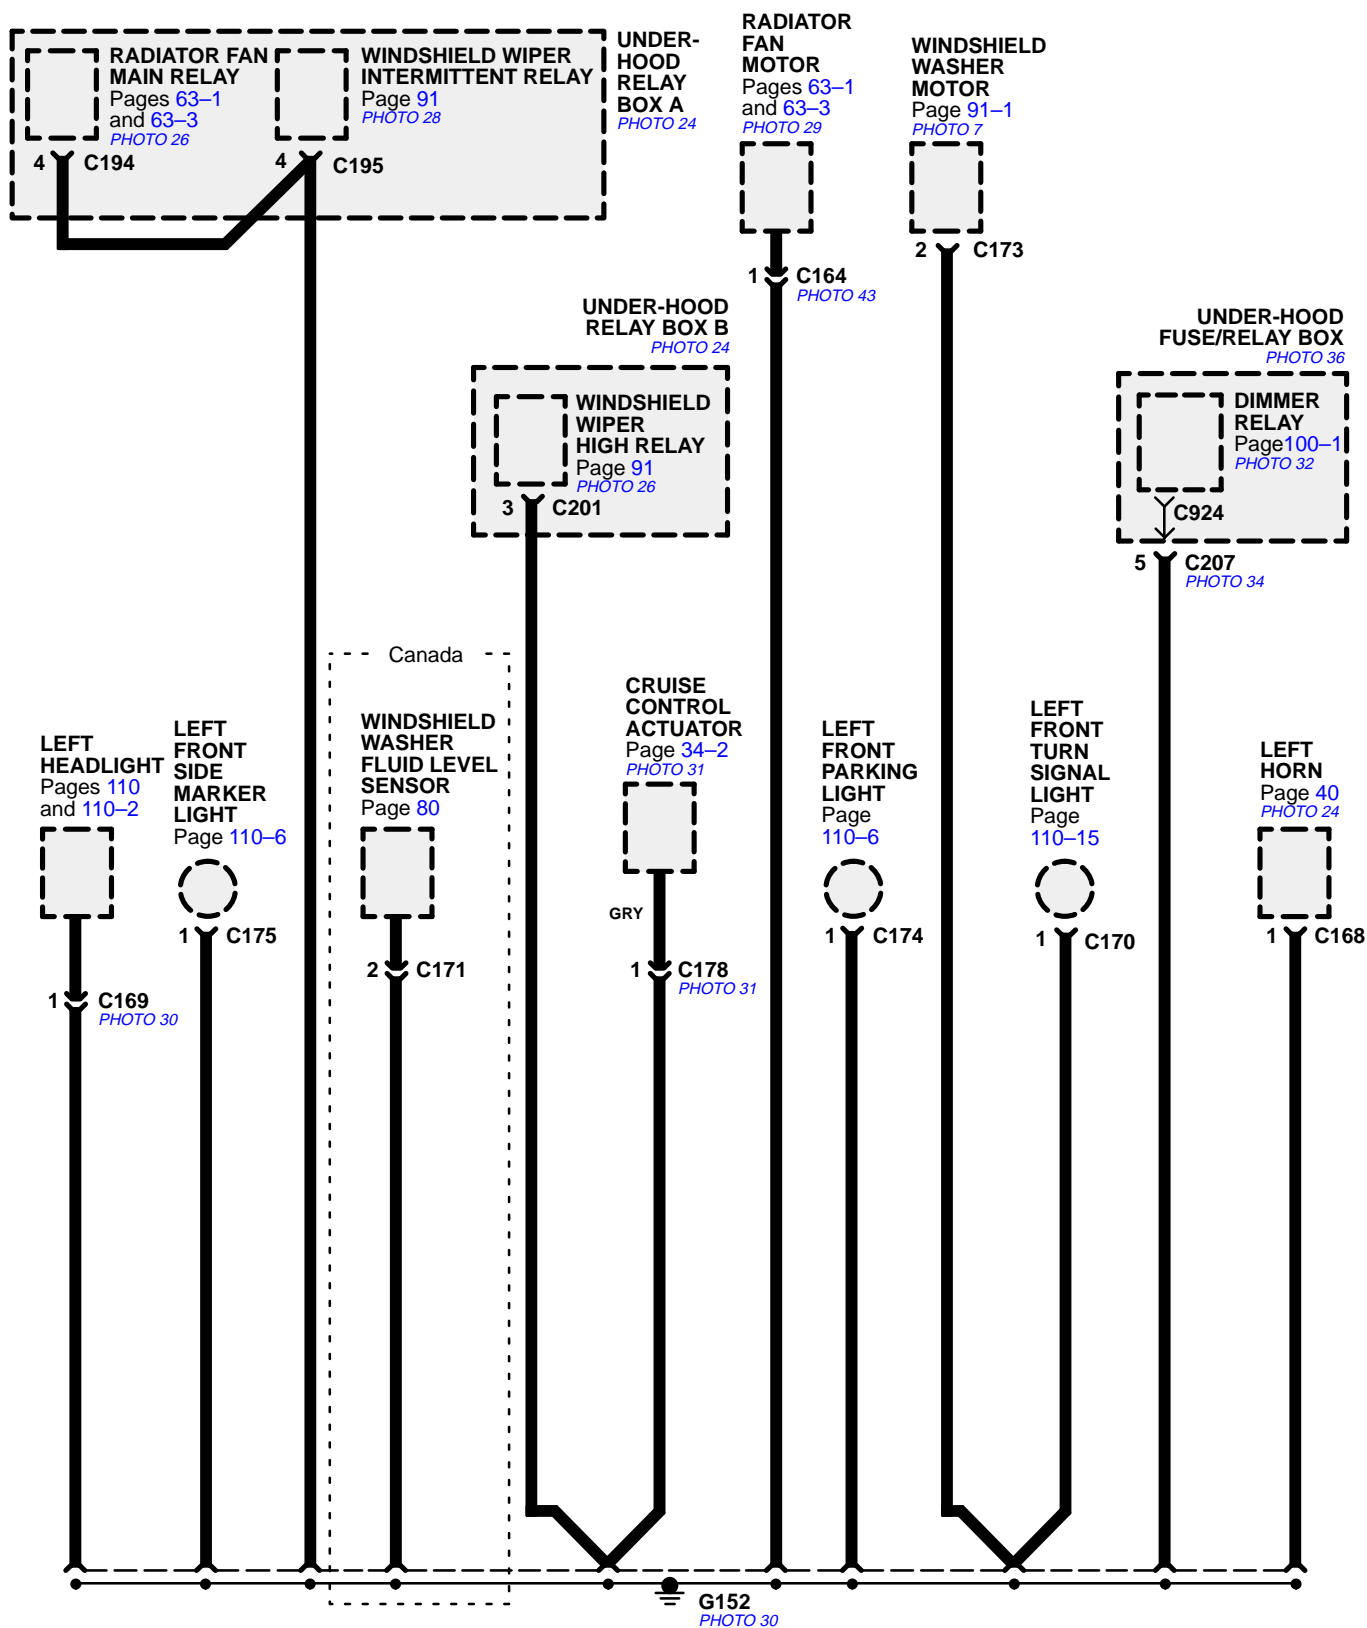 RADIATOR FAN
MAIN RELAY
Pages 63–1
and 63–3
PHOTO 26
4
C194
WINDSHIELD WIPER
INTERMITTENT RELAY
Page 91
PHOTO 28
4
C195
UNDER-
HOOD
RELAY
BOX A
PHOTO 24
RADIATOR
FAN
MOTOR
Pages 63–1
and 63–3
PHOTO 29
1
C164
PHOTO 43
WINDSHIELD
WASHER
MOTOR
Page 91–1
PHOTO 7
2
C173
UNDER-HOOD
RELAY BOX B
PHOTO 24
WINDSHIELD
WIPER
HIGH RELAY
Page 91
PHOTO 26
3
C201
UNDER-HOOD
FUSE/RELAY BOX
PHOTO 36
DIMMER
RELAY
Page100–1
PHOTO 32
C924
5
C207
PHOTO 34
LEFT
HEADLIGHT
Pages 110
and 110–2
1
C169
PHOTO 30
LEFT
FRONT
SIDE
MARKER
LIGHT
Page 110–6
1
C175
Canada
WINDSHIELD
WASHER
FLUID LEVEL
SENSOR
Page 80
2
C171
CRUISE
CONTROL
ACTUATOR
Page 34–2
PHOTO 31
GRY
1
C178
PHOTO 31
LEFT
FRONT
PARKING
LIGHT
Page
110–6
1
C174
LEFT
FRONT
TURN
SIGNAL
LIGHT
Page
110–15
1
C170
LEFT
HORN
Page 40
PHOTO 24
1
C168
G152
PHOTO 30